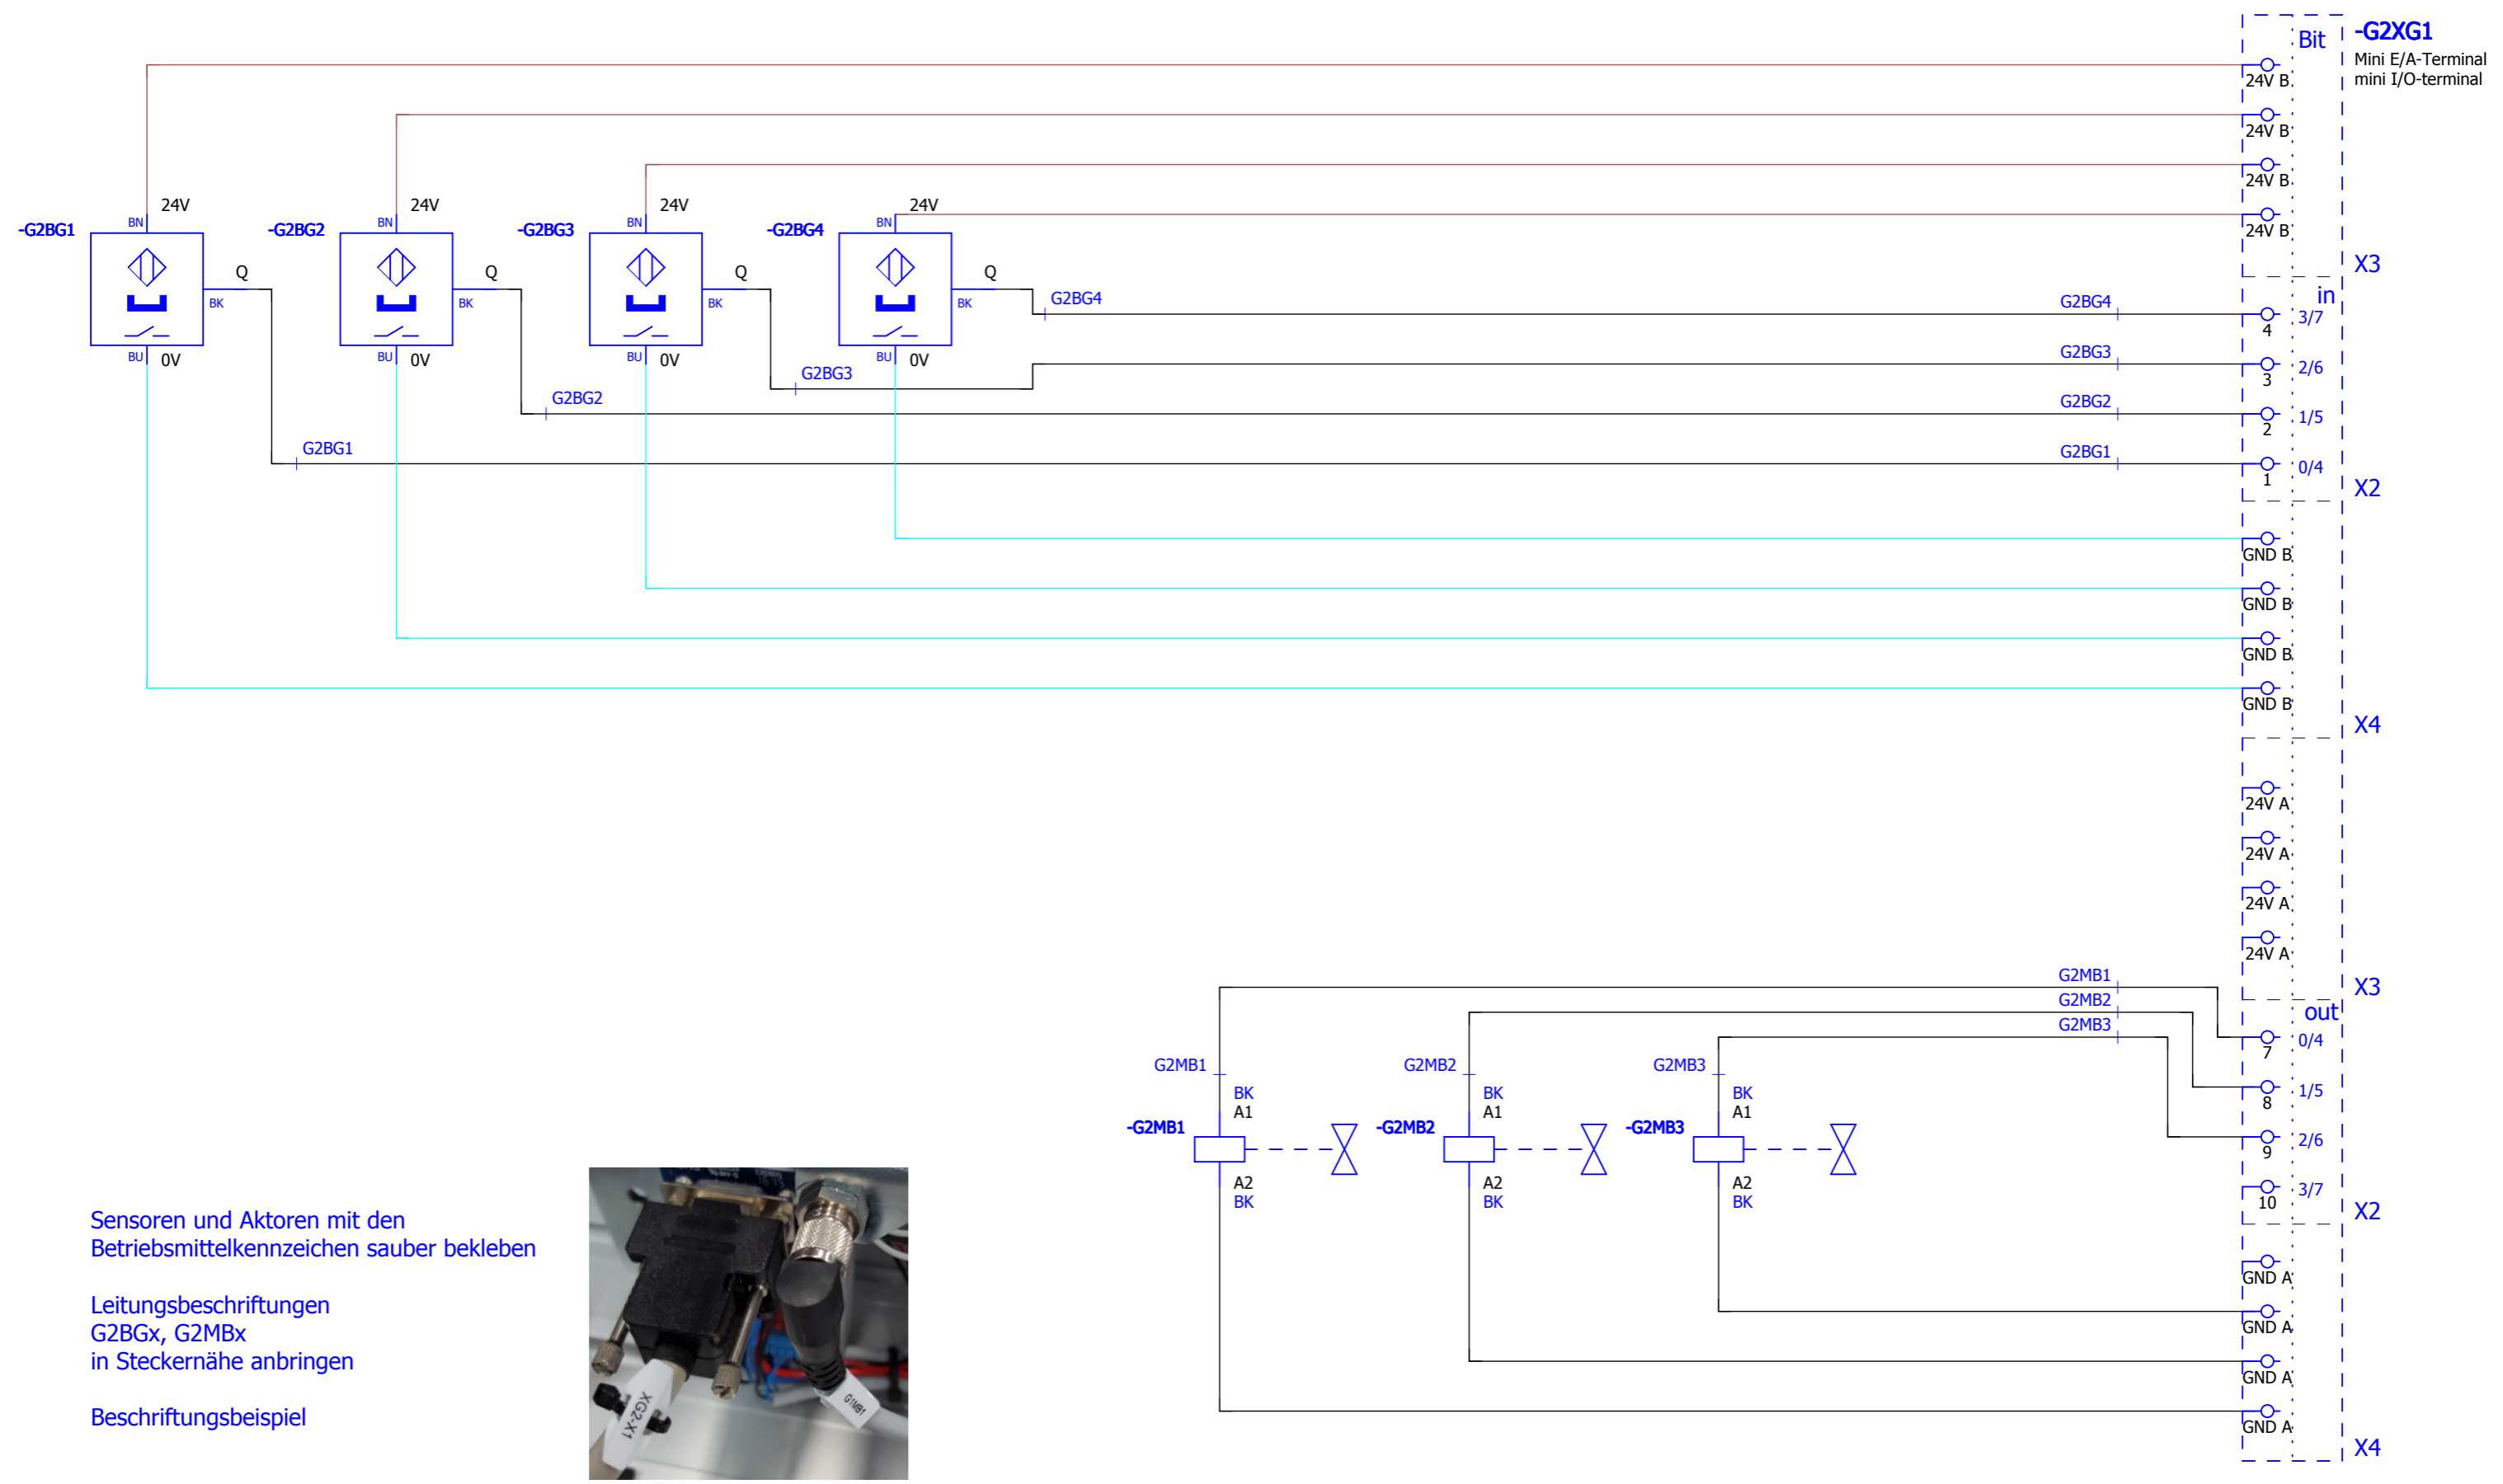 Bit
-G2XG1
Mini E/A-Terminal
mini I/O-terminal
24V B
24V B
24V B
24V B
X3
-G2BG1
BN
24V
Q
BK
BU
0V
-G2BG2
BN
24V
Q
BK
BU
0V
-G2BG3
BN
24V
Q
BK
BU
0V
-G2BG4
BN
24V
Q
BK
BU
0V
in
G2BG4
G2BG4
4
3/7
G2BG3
G2BG3
3
2/6
G2BG2
G2BG2
2
1/5
G2BG1
G2BG1
1
0/4
X2
GND B
GND B
GND B
GND B
X4
24V A
24V A
24V A
24V A
X3
out
G2MB1
G2MB2
G2MB3
7
0/4
8
1/5
9
2/6
10
3/7
X2
G2MB1
BK
A1
-G2MB1
A2
BK
G2MB2
BK
A1
-G2MB2
A2
BK
G2MB3
BK
A1
-G2MB3
A2
BK
GND A
GND A
GND A
GND A
X4
Sensoren und Aktoren mit den
Betriebsmittelkennzeichen sauber bekleben
Leitungsbeschriftungen
G2BGx, G2MBx
in Steckernähe anbringen
Beschriftungsbeispiel
XG2-X1
G1MB1